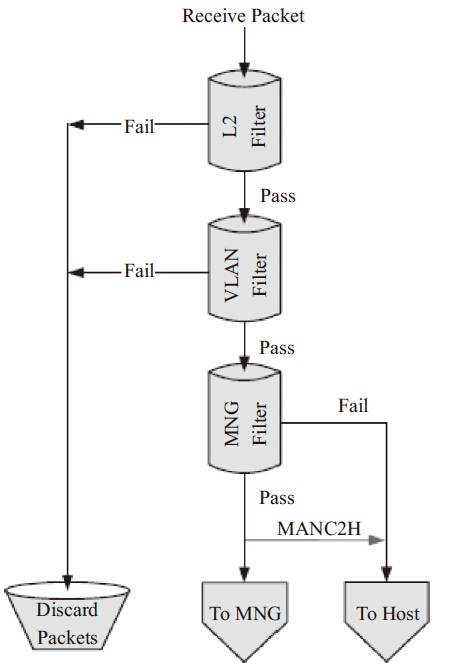 Receive Packet
L2
Filter
Fail
Pass
VLAN
Filter
Fail
Pass
MNG
Filter
Fail
Pass
MANC2H
Discard
Packets
To MNG
To Host